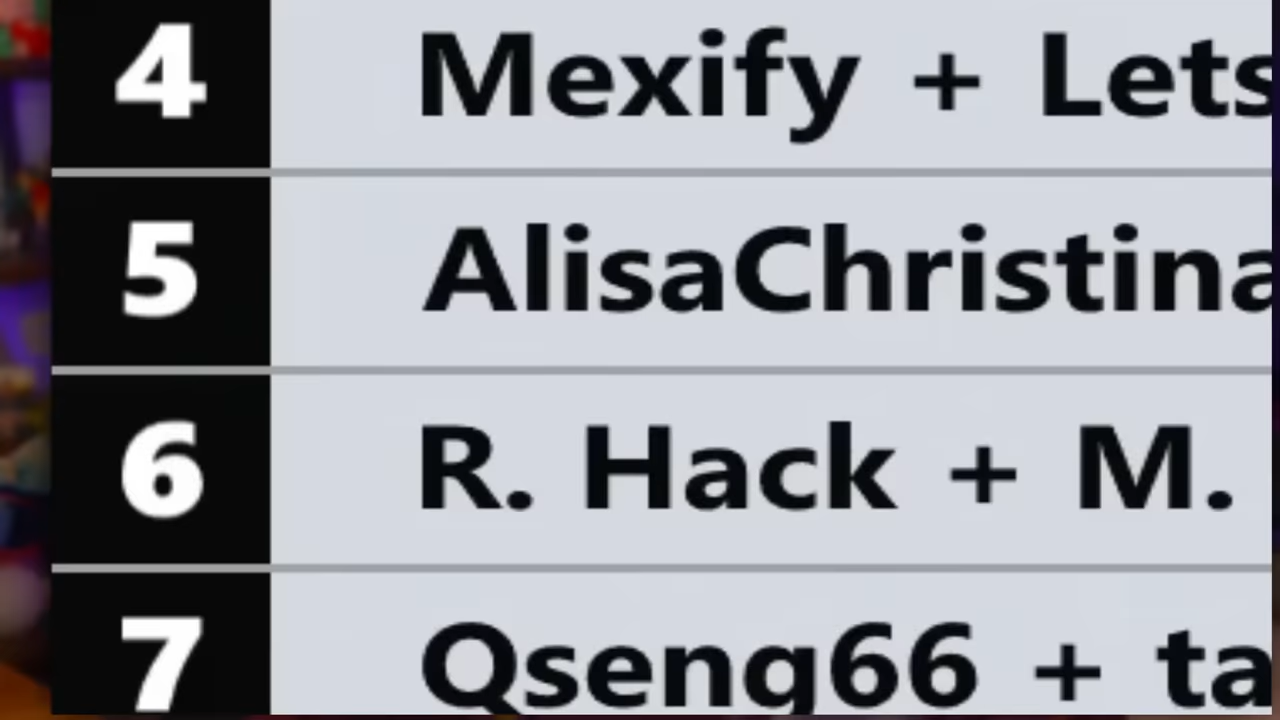 4 Mexify + Lets
5 AlisaChristina
6 R. Hack + M.
7 Qseng66 + ta